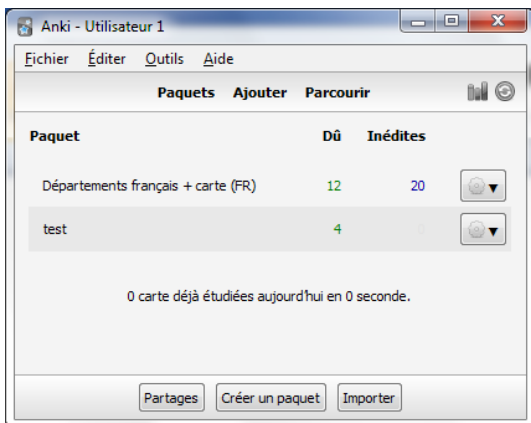 Anki - Utilisateur 1
Fichier Éditer Outils Aide
Paquets Ajouter Parcourir
Paquet Dû Inédites
Départements français + carte (FR) 12 20
test 4 0
0 carte déjà étudiées aujourd'hui en 0 seconde.
Partages Créer un paquet Importer